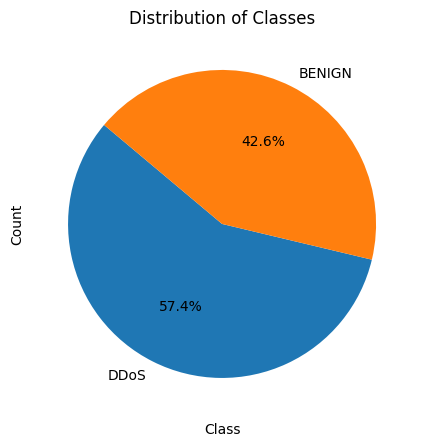 Distribution of Classes
BENIGN
42.6%
Count
57.4%
DDoS
Class